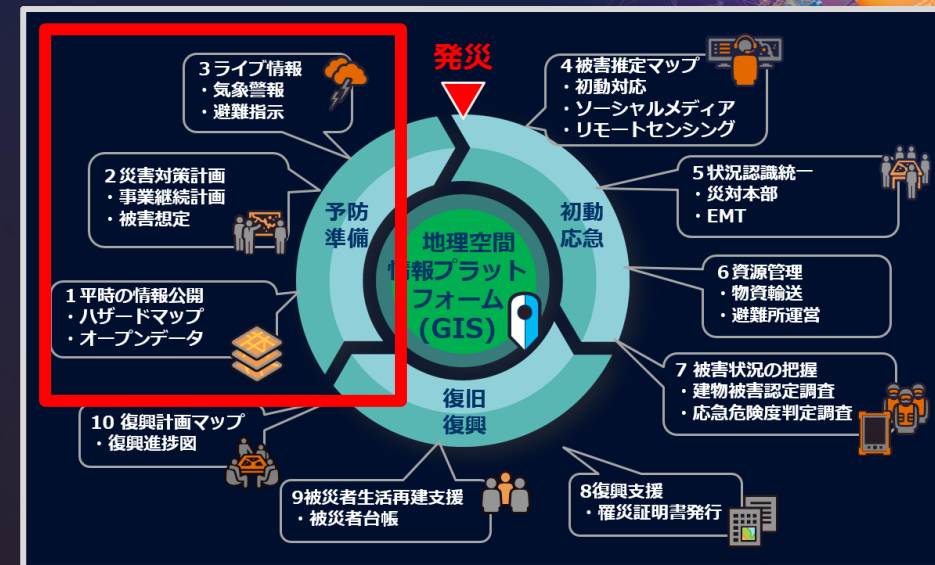 発災
3ライブ情報
・気象警報
・避難指示
2災害対策計画
・事業継続計画
・被害想定
1平時の情報公開
・ハザードマップ
・オープンデータ
予防
準備
地理空間
情報プラット
フォーム
(GIS)
初動
応急
復旧
復興
4被害推定マップ
・初動対応
・ソーシャルメディア
・リモートセンシング
5状況認識統一
・災対本部
・EMT
6資源管理
・物資輸送
・避難所運営
7 被害状況の把握
・建物被害認定調査
・応急危険度判定調査
8復興支援
・罹災証明書発行
9被災者生活再建支援
・被災者台帳
10 復興計画マップ
・復興進捗図